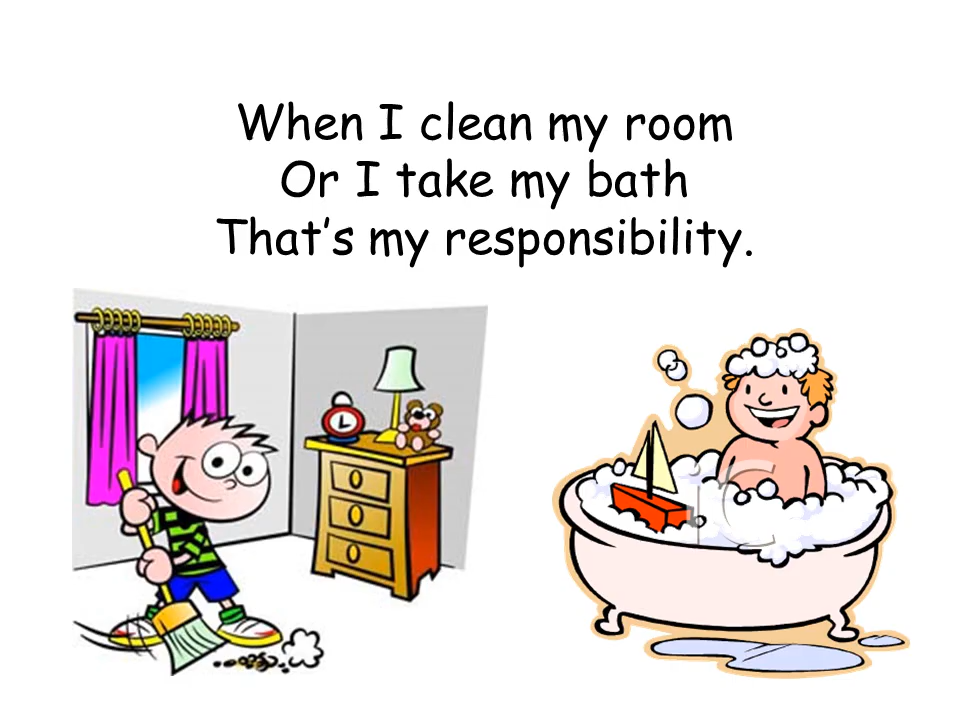 When I clean my room
Or I take my bath
That's my responsibility.